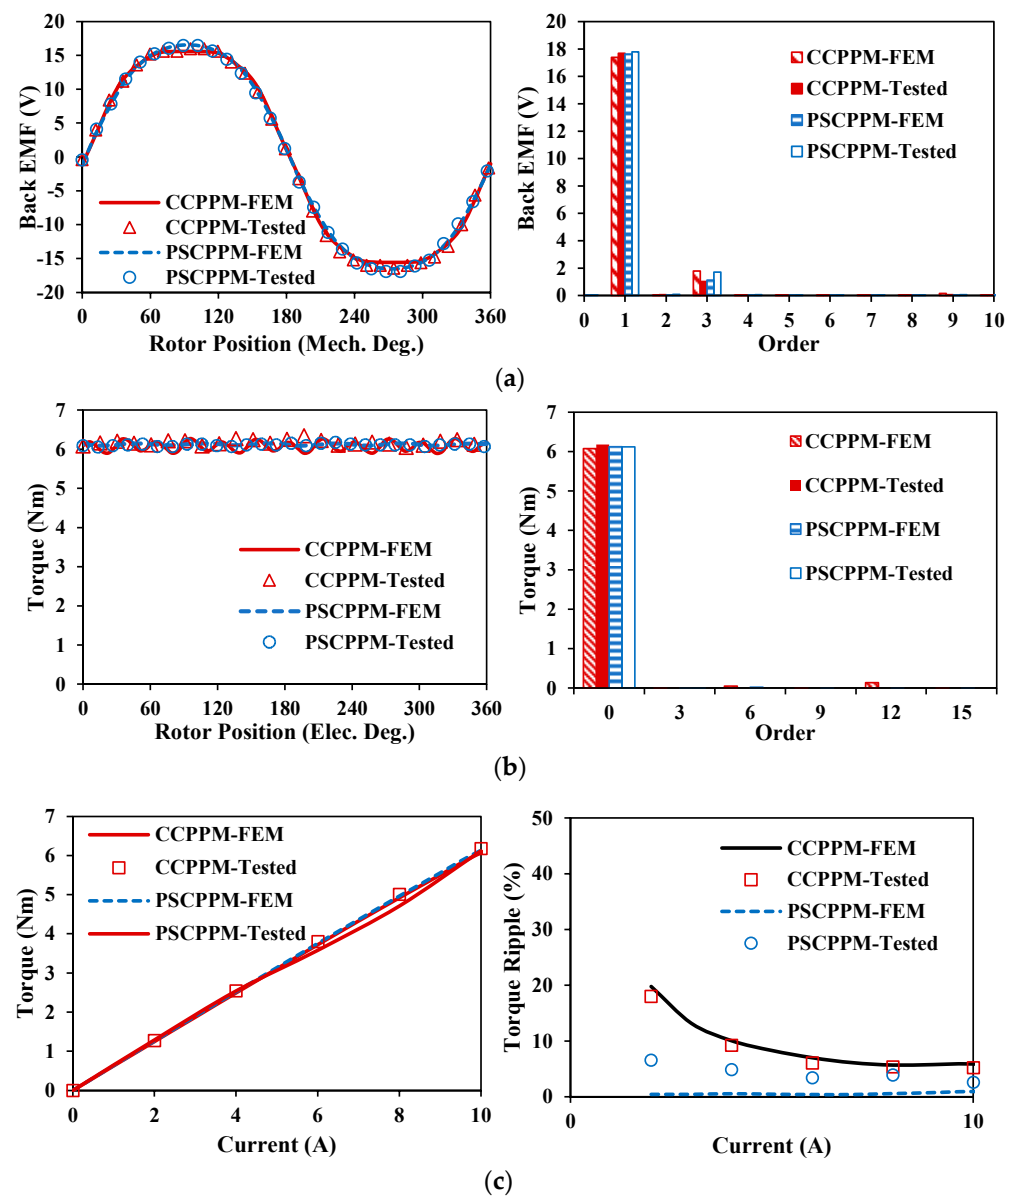 20
15
10
5
0
-5
-10
-15
-20
Back EMF (V)
CCPPM-FEM
CCPPM-Tested
PSCPPM-FEM
PSCPPM-Tested
0 60 120 180 240 300 360
Rotor Position (Mech. Deg.)
20
18
16
14
12
10
8
6
4
2
0
Back EMF (V)
CCPPM-FEM
CCPPM-Tested
PSCPPM-FEM
PSCPPM-Tested
0 1 2 3 4 5 6 7 8 9 10
Order
(a)
7
6
5
4
3
2
1
0
Torque (Nm)
CCPPM-FEM
CCPPM-Tested
PSCPPM-FEM
PSCPPM-Tested
0 60 120 180 240 300 360
Rotor Position (Elec. Deg.)
7
6
5
4
3
2
1
0
Torque (Nm)
CCPPM-FEM
CCPPM-Tested
PSCPPM-FEM
PSCPPM-Tested
0 3 6 9 12 15
Order
(b)
7
6
5
4
3
2
1
0
Torque (Nm)
CCPPM-FEM
CCPPM-Tested
PSCPPM-FEM
PSCPPM-Tested
0 2 4 6 8 10
Current (A)
50
40
30
20
10
0
Torque Ripple (%)
CCPPM-FEM
CCPPM-Tested
PSCPPM-FEM
PSCPPM-Tested
0 10
Current (A)
(c)